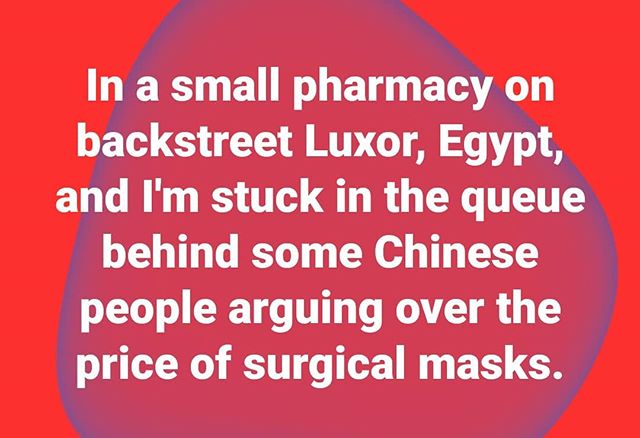 In a small pharmacy on
backstreet Luxor, Egypt,
and I'm stuck in the queue
behind some Chinese
people arguing over the
price of surgical masks.